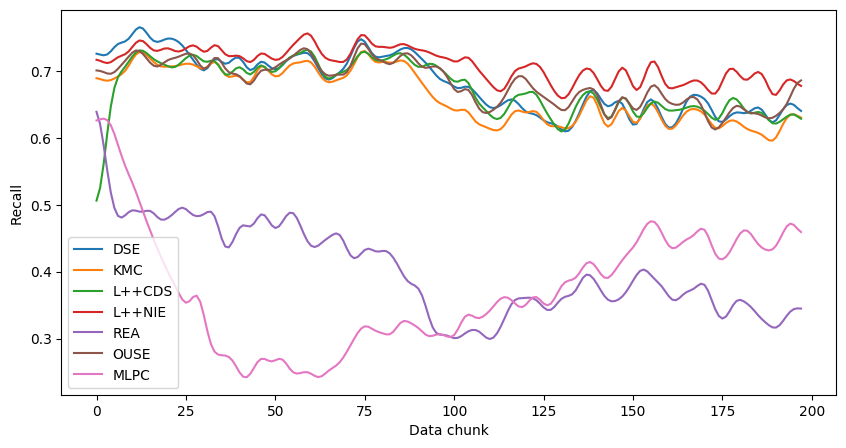 Recall
0.7
0.6
0.5
0.4
0.3
DSE
KMC
L++CDS
L++NIE
REA
OUSE
MLPC
0 25 50 75 100 125 150 175 200
Data chunk